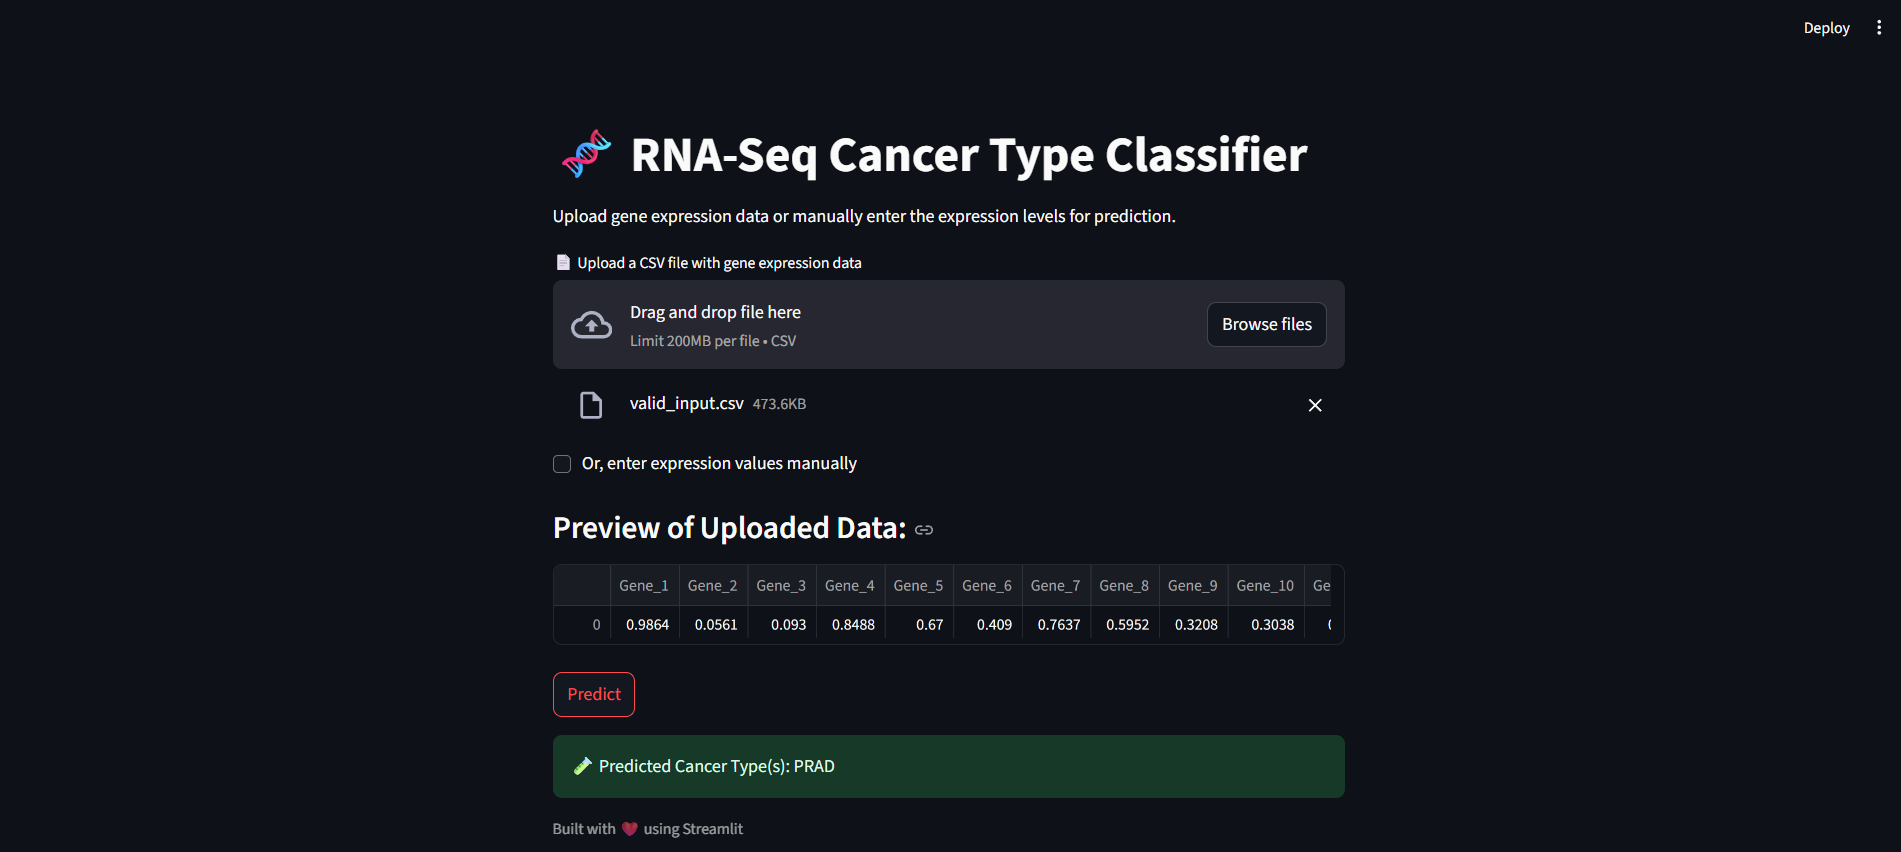 Deploy
RNA-Seq Cancer Type Classifier
Upload gene expression data or manually enter the expression levels for prediction.
Upload a CSV file with gene expression data
Drag and drop file here
Limit 200MB per file • CSV
Browse files
valid_input.csv 473.6KB
Or, enter expression values manually
Preview of Uploaded Data:
Gene_1 Gene_2 Gene_3 Gene_4 Gene_5 Gene_6 Gene_7 Gene_8 Gene_9 Gene_10 Ge
0 0.9864 0.0561 0.093 0.8488 0.67 0.409 0.7637 0.5952 0.3208 0.3038
Predict
Predicted Cancer Type(s): PRAD
Built with ❤️ using Streamlit